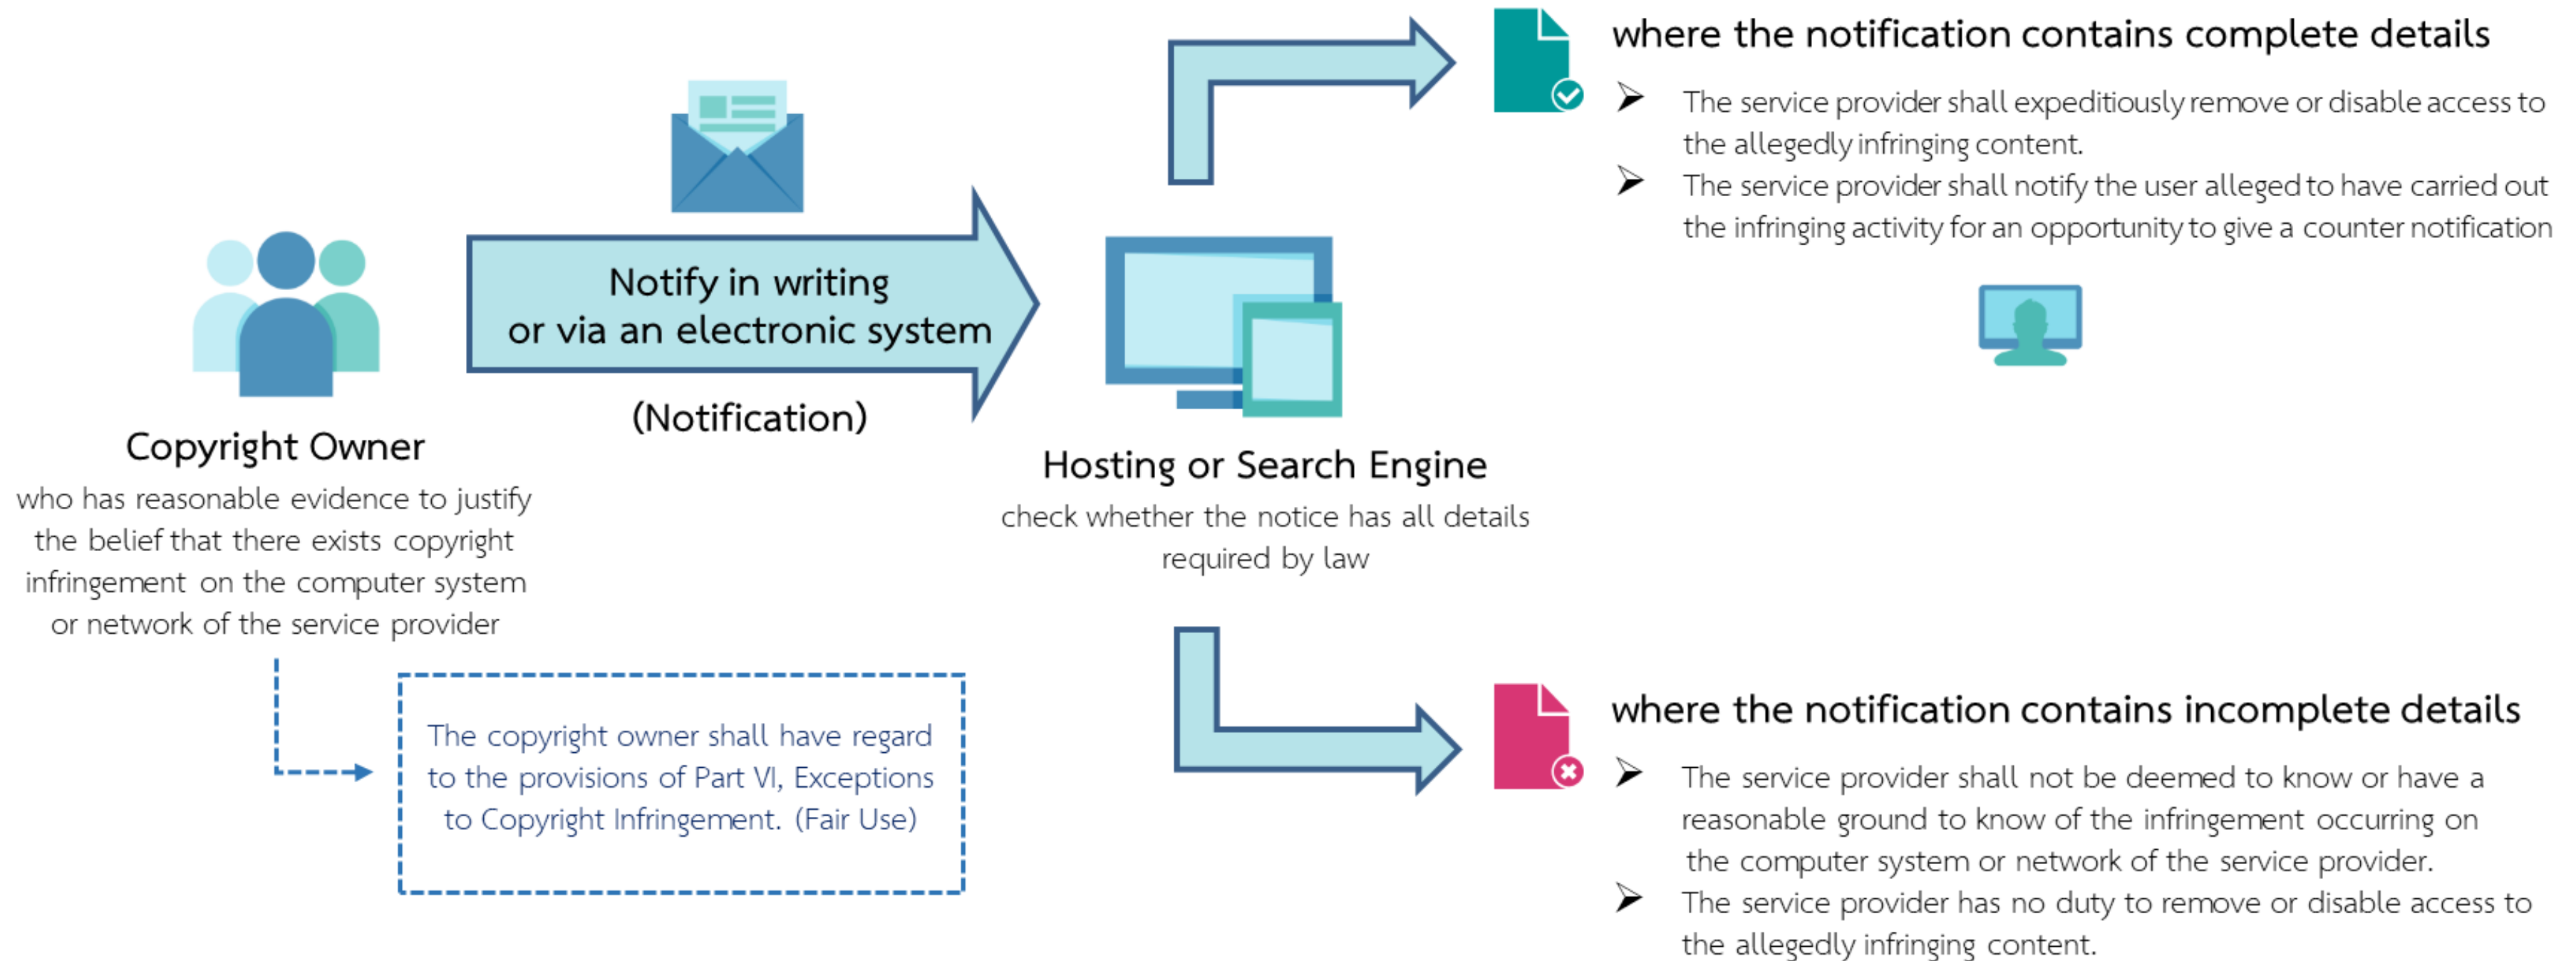 Notify in writing
or via an electronic system
(Notification)
Copyright Owner
who has reasonable evidence to justify
the belief that there exists copyright
infringement on the computer system
or network of the service provider
The copyright owner shall have regard
to the provisions of Part VI, Exceptions
to Copyright Infringement. (Fair Use)
Hosting or Search Engine
check whether the notice has all details
required by law
where the notification contains complete details
➢ The service provider shall expeditiously remove or disable access to
the allegedly infringing content.
➢ The service provider shall notify the user alleged to have carried out
the infringing activity for an opportunity to give a counter notification
where the notification contains incomplete details
➢ The service provider shall not be deemed to know or have a
reasonable ground to know of the infringement occurring on
the computer system or network of the service provider.
➢ The service provider has no duty to remove or disable access to
the allegedly infringing content.